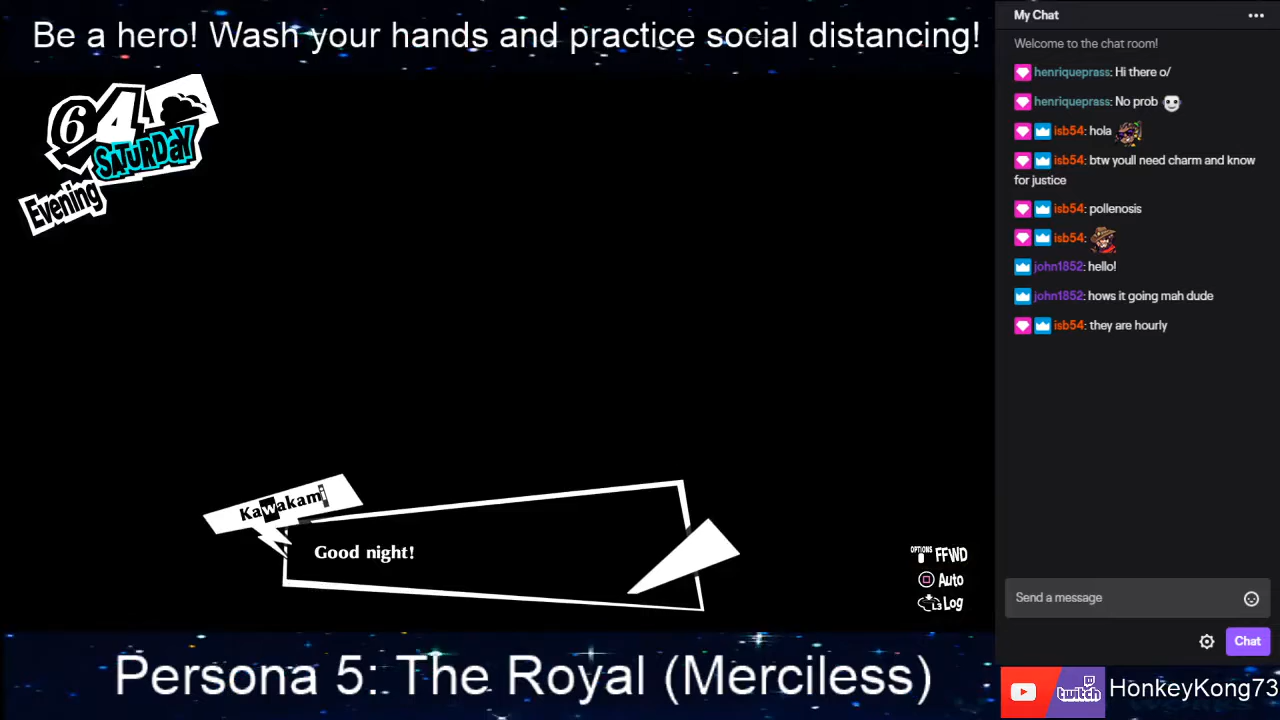 Be a hero! Wash your hands and practice social distancing!
6/4
SATURDAY
Evening
Kawakami
Good night!
OPTIONS FFWD
Auto
L3 Log
Persona 5: The Royal (Merciless)
My Chat
Welcome to the chat room!
henriqueprass: Hi there o/
henriqueprass: No prob
isb54: hola
isb54: btw youll need charm and know
for justice
isb54: pollenosis
isb54:
john1852: hello!
john1852: hows it going mah dude
isb54: they are hourly
Send a message
Chat
twitch
HonkeyKong73